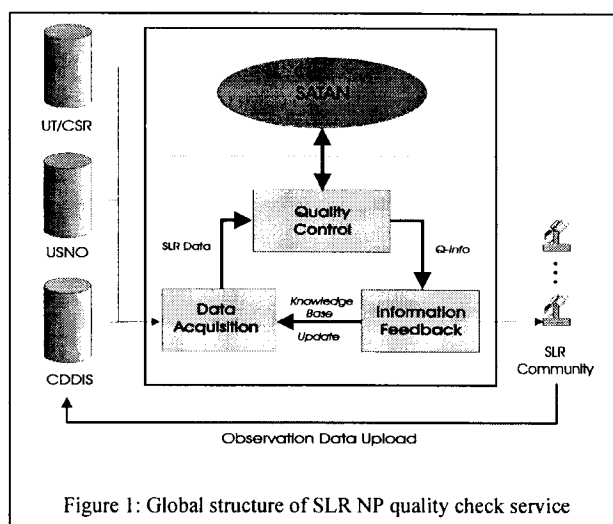 SATAN
UT/CSR
Quality
Control
USNO
SLR Data
Q-Info
Data
Acquisition
Knowledge
Base
Update
Information
Feedback
CDDIS
SLR
Community
Observation Data Upload
Figure 1: Global structure of SLR NP quality check service